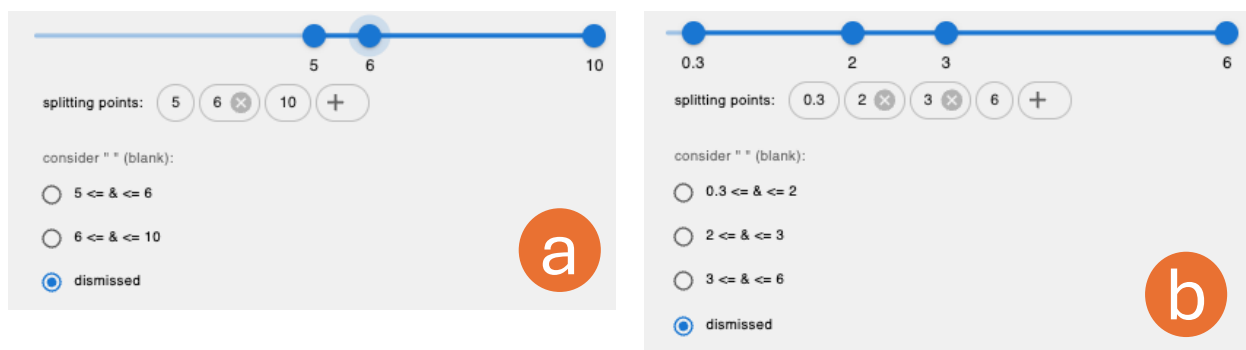 5 6 10
splitting points: 5 6 10 +
consider " " (blank):
5 <= & <= 6
6 <= & <= 10
dismissed
a
0.3 2 3 6
splitting points: 0.3 2 3 6 +
consider " " (blank):
0.3 <= & <= 2
2 <= & <= 3
3 <= & <= 6
dismissed
b